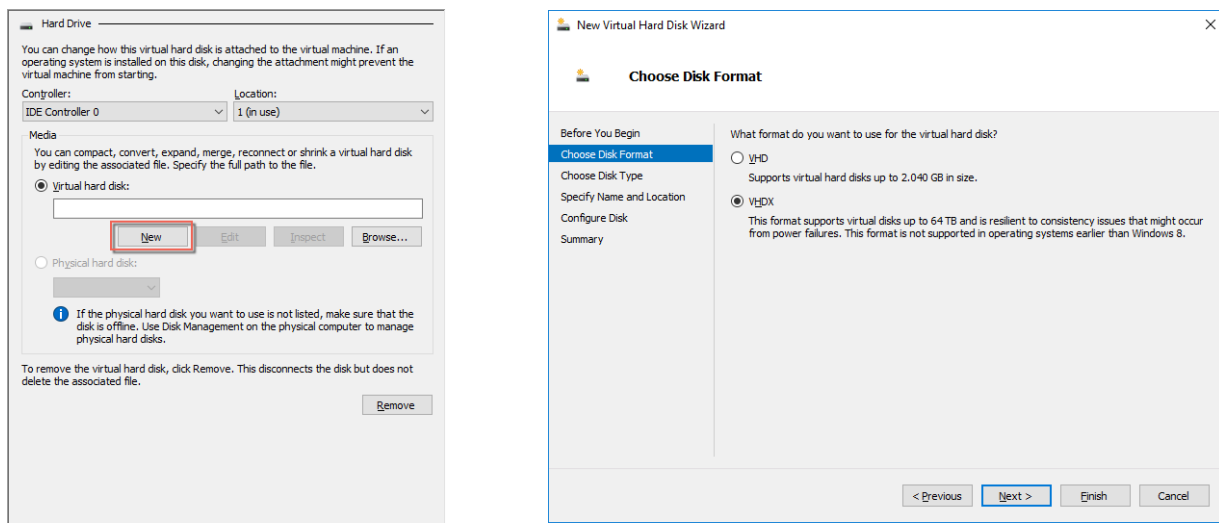 Hard Drive
You can change how this virtual hard disk is attached to the virtual machine. If an
operating system is installed on this disk, changing the attachment might prevent the
virtual machine from starting.
Controller:
Location:
IDE Controller 0
1 (in use)
Media
You can compact, convert, expand, merge, reconnect or shrink a virtual hard disk
by editing the associated file. Specify the full path to the file.
Virtual hard disk:
New
Edit
Inspect
Browse...
Physical hard disk:
If the physical hard disk you want to use is not listed, make sure that the
disk is offline. Use Disk Management on the physical computer to manage
physical hard disks.
To remove the virtual hard disk, click Remove. This disconnects the disk but does not
delete the associated file.
Remove
New Virtual Hard Disk Wizard
Choose Disk Format
Before You Begin
Choose Disk Format
Choose Disk Type
Specify Name and Location
Configure Disk
Summary
What format do you want to use for the virtual hard disk?
VHD
Supports virtual hard disks up to 2.040 GB in size.
VHDX
This format supports virtual disks up to 64 TB and is resilient to consistency issues that might occur
from power failures. This format is not supported in operating systems earlier than Windows 8.
< Previous
Next >
Finish
Cancel